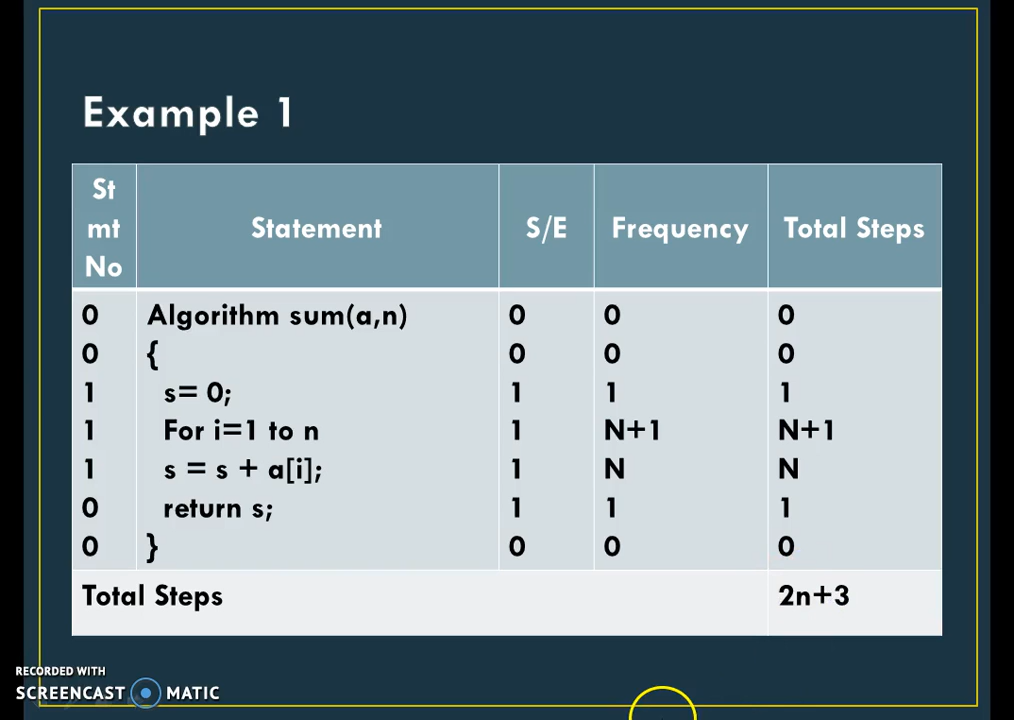 Example 1
St mt No Statement S/E Frequency Total Steps
0 Algorithm sum(a,n) 0 0 0
0 { 0 0 0
1 s= 0; 1 1 1
1 For i=1 to n 1 N+1 N+1
1 s = s + a[i]; 1 N N
0 return s; 1 1 1
0 } 0 0 0
Total Steps 2n+3
RECORDED WITH
SCREENCAST MATIC